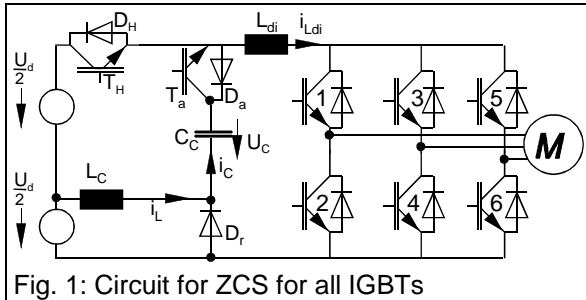 D_H
L_di
i_Ldi
U_d
2
T_H
T_a
D_a
1
3
5
C_C
U_C
M
L_C
i_C
U_d
2
i_L
D_r
2
4
6
Fig. 1: Circuit for ZCS for all IGBTs